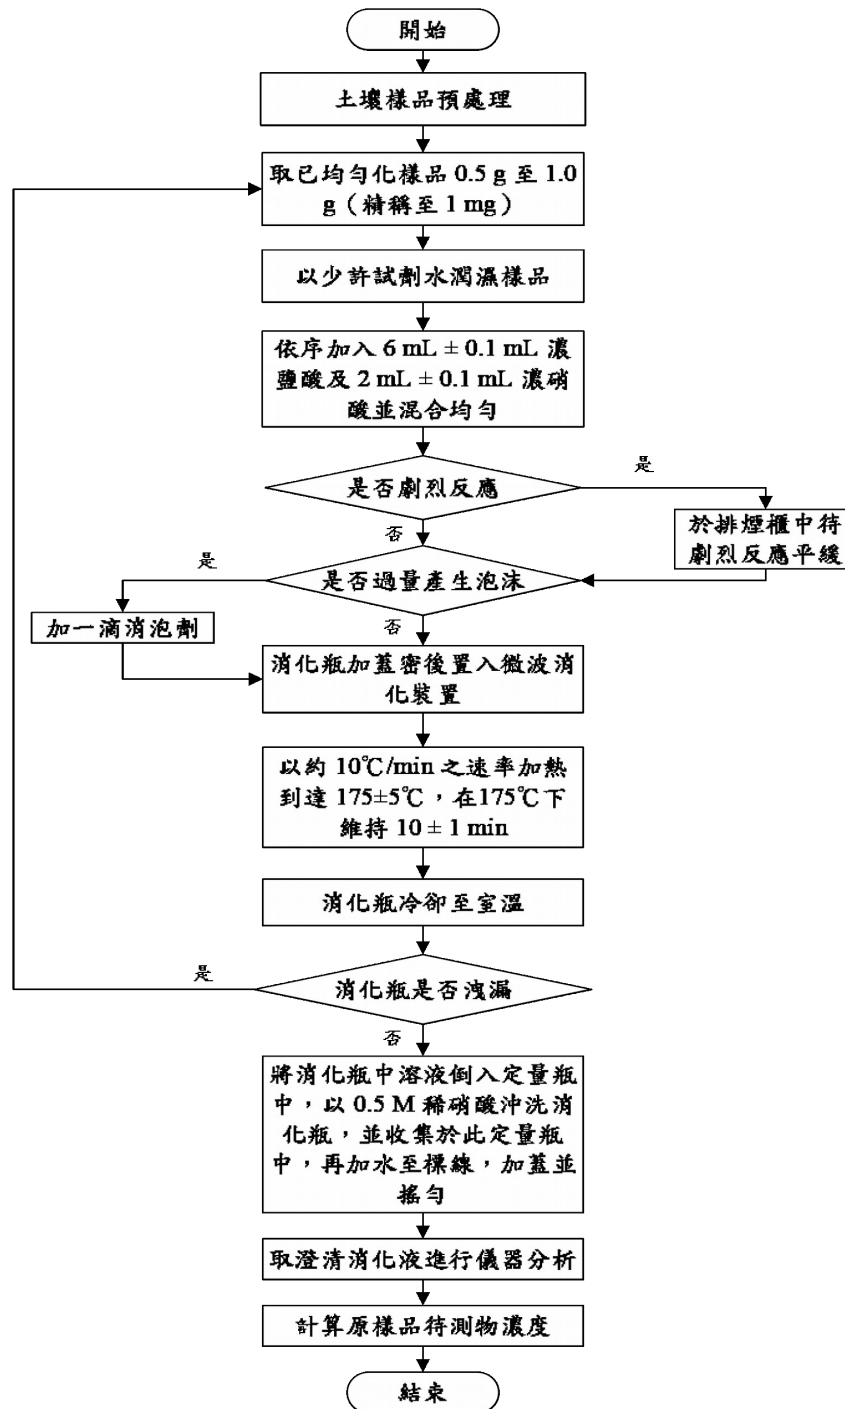 開始
土壤樣品預處理
取已均勻化樣品 0.5 g 至 1.0
g（精稱至 1 mg）
以少許試劑水潤濕樣品
依序加入 6 mL ± 0.1 mL 濃
鹽酸及 2 mL ± 0.1 mL 濃硝
酸並混合均勻
是否劇烈反應
是
否
於排煙櫃中待
劇烈反應平緩
是否過量產生泡沫
是
否
加一滴消泡劑
消化瓶加蓋密後置入微波消
化裝置
以約 10℃/min 之速率加熱
到達 175±5℃，在175℃下
維持 10 ± 1 min
消化瓶冷卻至室溫
消化瓶是否洩漏
是
否
將消化瓶中溶液倒入定量瓶
中，以 0.5 M 稀硝酸沖洗消
化瓶，並收集於此定量瓶
中，再加水至標線，加蓋並
搖勻
取澄清消化液進行儀器分析
計算原樣品待測物濃度
結束